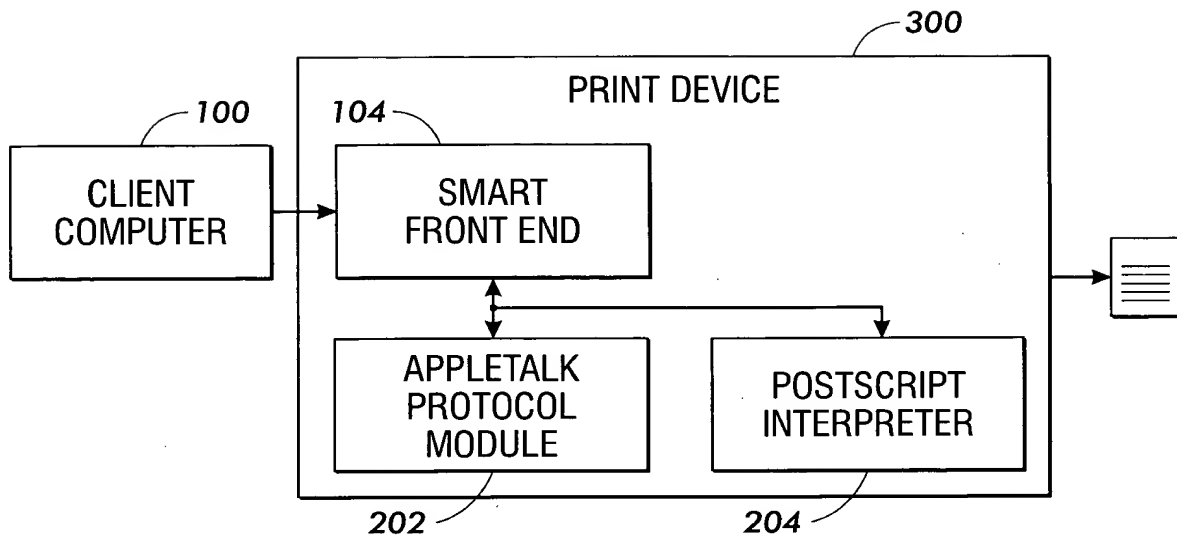 300
PRINT DEVICE
100
104
CLIENT
COMPUTER
SMART
FRONT END
APPLETALK
PROTOCOL
MODULE
POSTSCRIPT
INTERPRETER
202
204